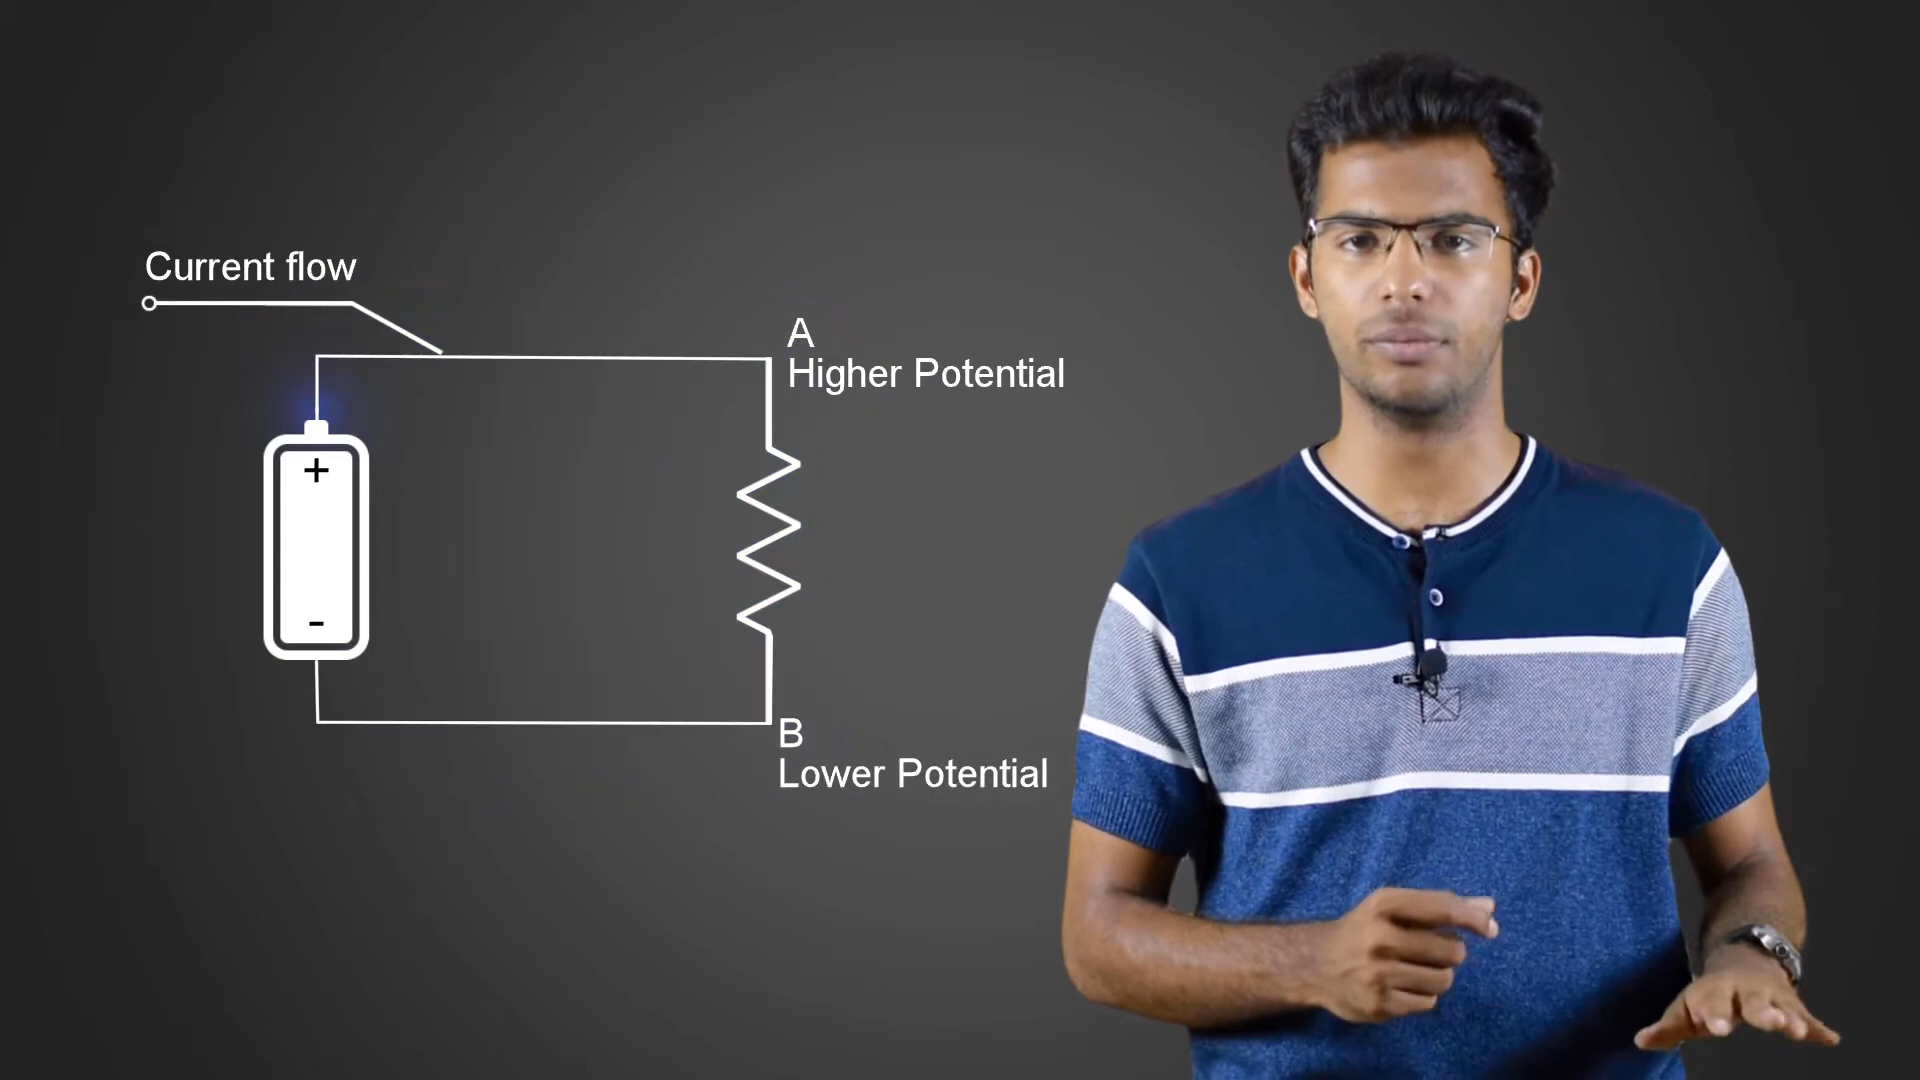 Current flow
A
Higher Potential
+
-
B
Lower Potential